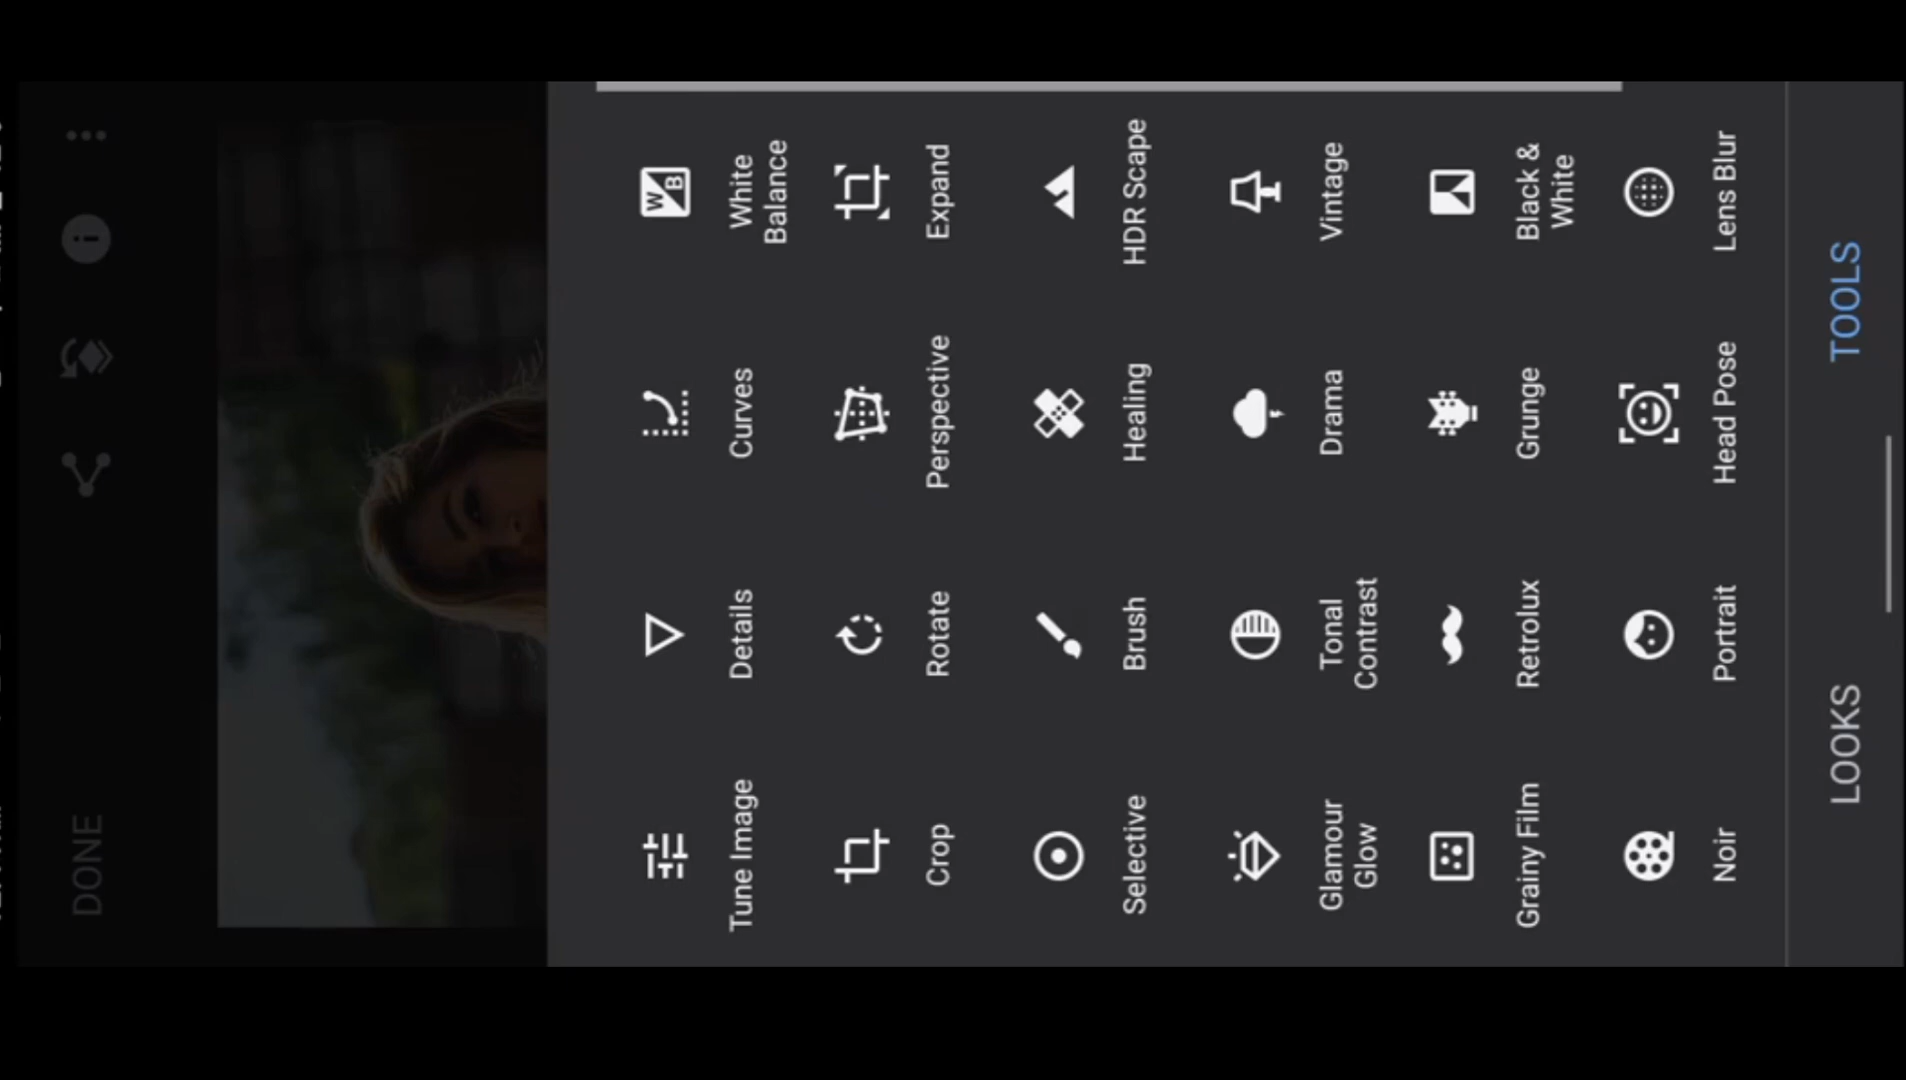 DONE
Tune Image
Details
Curves
White
Balance
Crop
Rotate
Perspective
Expand
Selective
Brush
Healing
HDR Scape
Glamour
Glow
Tonal
Contrast
Drama
Vintage
Grainy Film
Retrolux
Grunge
Black &
White
Noir
Portrait
Head Pose
Lens Blur
LOOKS
TOOLS